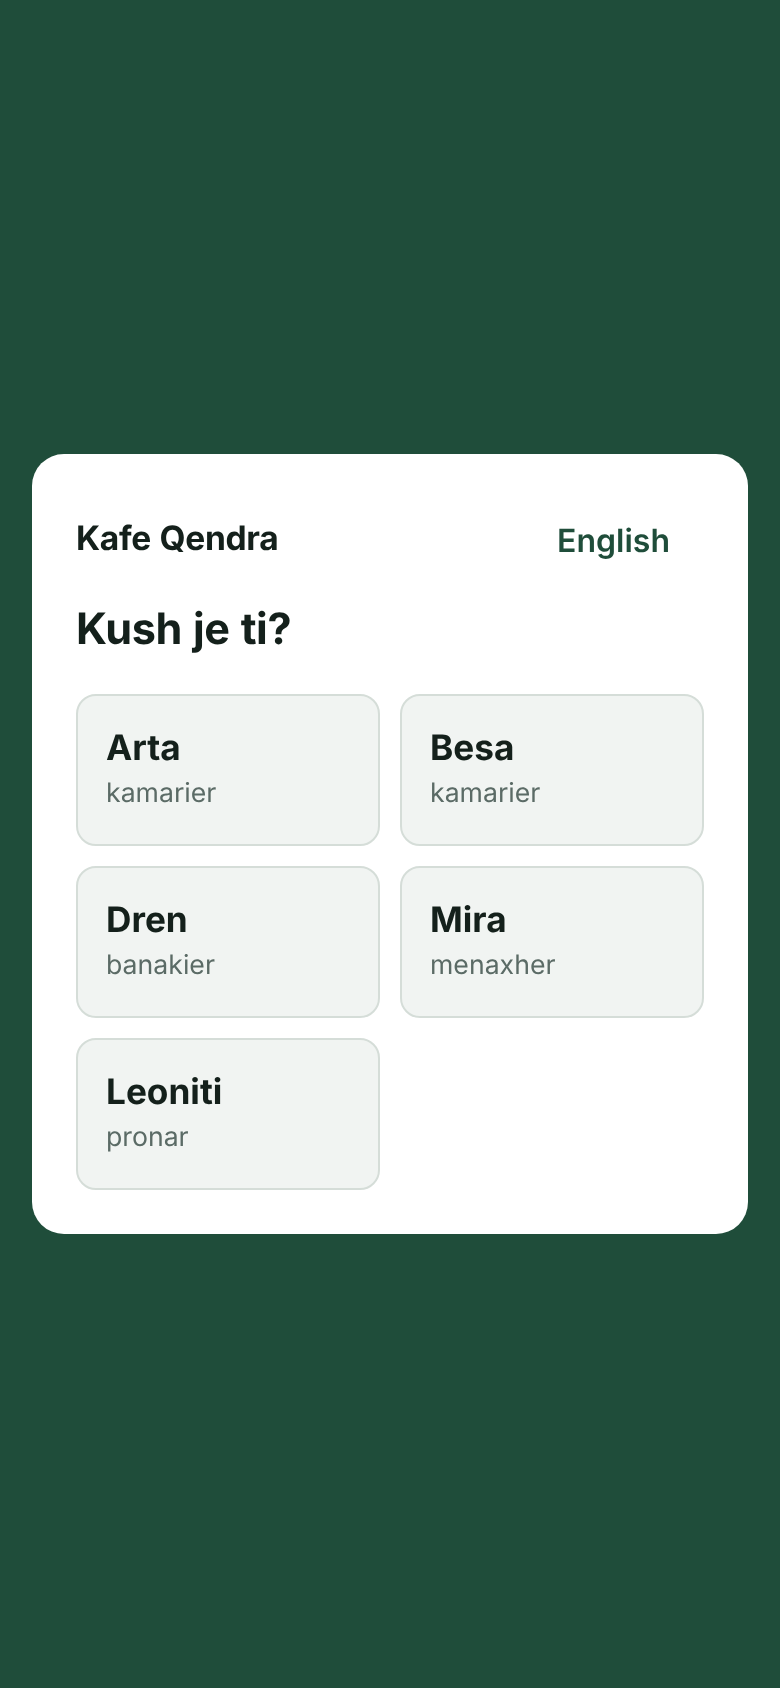 Kafe Qendra
English
Kush je ti?
Arta
kamarier
Besa
kamarier
Dren
banakier
Mira
menaxher
Leoniti
pronar